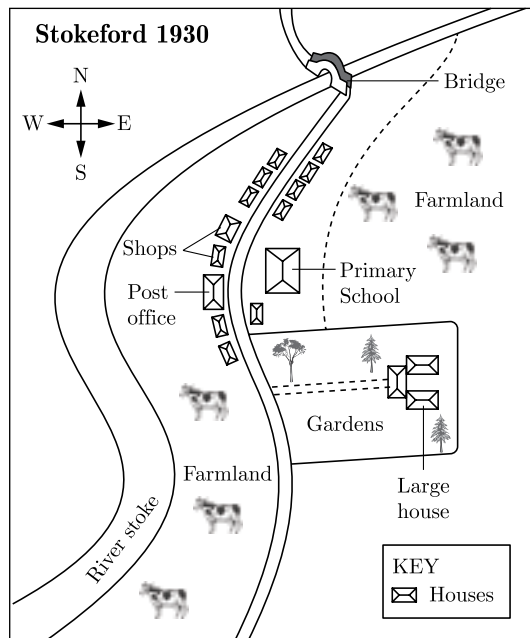 Stokeford 1930
Bridge
N
W E
S
Farmland
Shops
Primary
School
Post
office
Gardens
Farmland
Large
house
River stoke
KEY
Houses